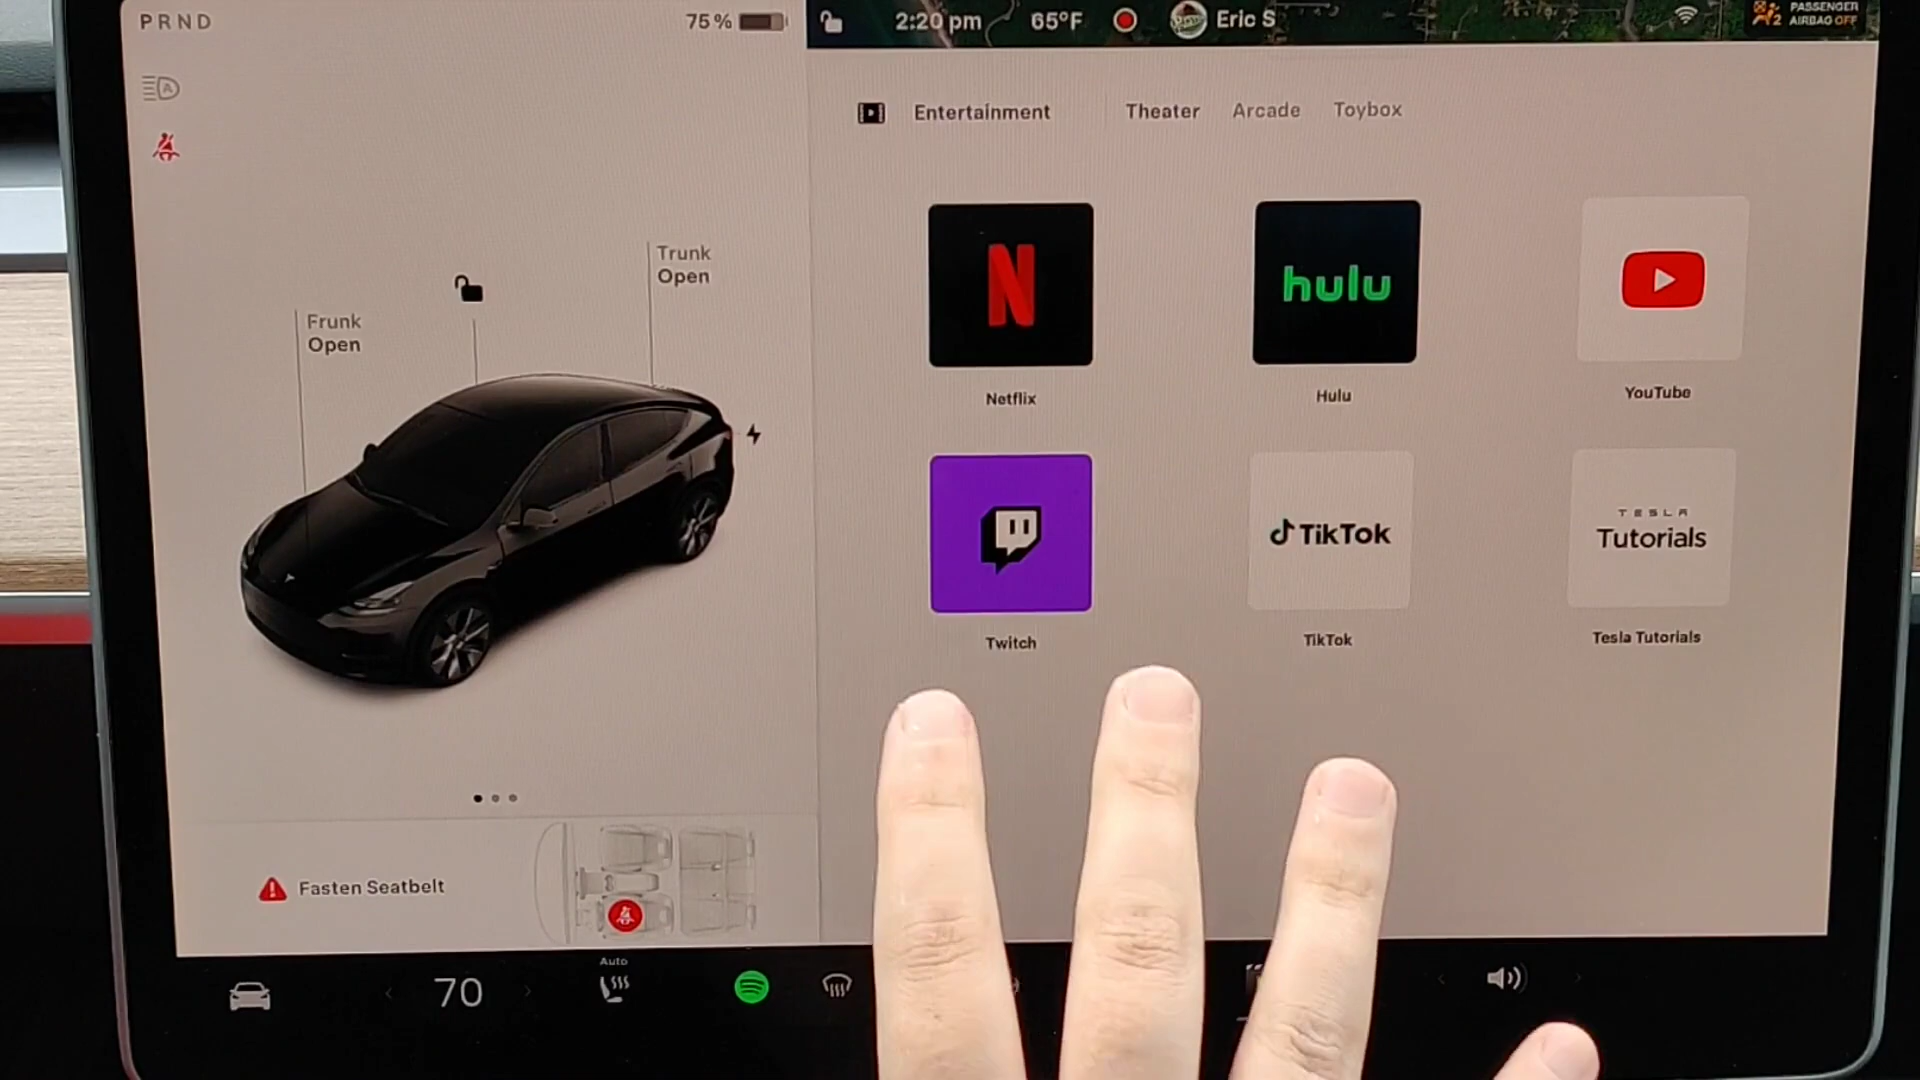 PRND
75%
2:20 pm
65°F
Eric S
PASSENGER
AIRBAG OFF
Entertainment
Theater
Arcade
Toybox
Trunk
Open
Frunk
Open
N
hulu
Netflix
Hulu
YouTube
TikTok
TESLA
Tutorials
Twitch
TikTok
Tesla Tutorials
Fasten Seatbelt
70
Auto